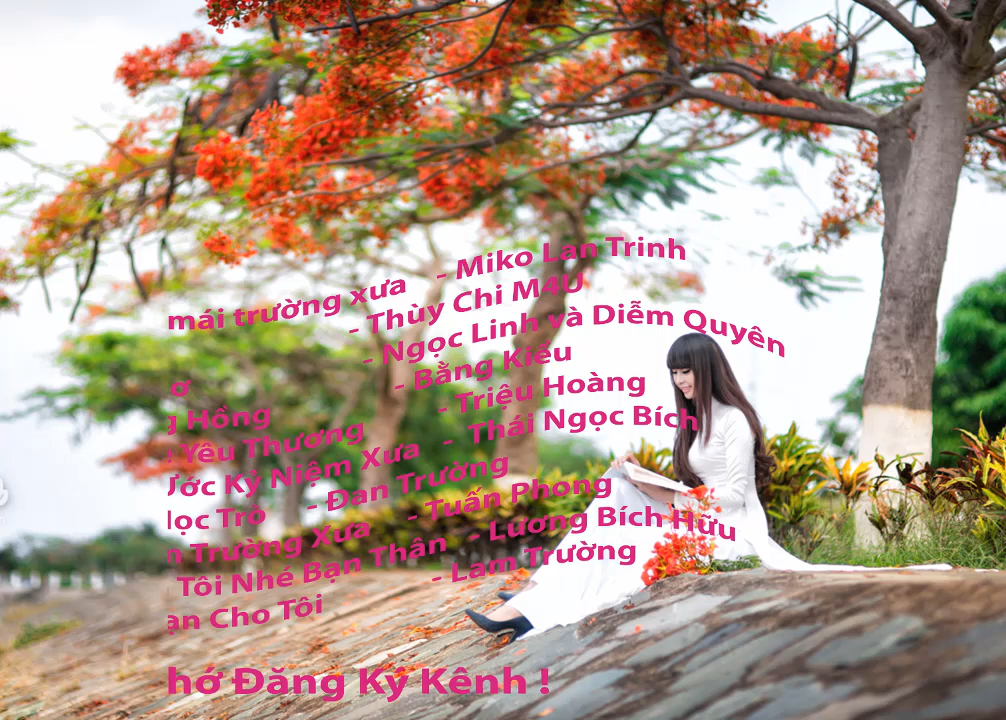 mái trường xưa - Miko Lan Trinh
- Thùy Chi M4U
- Ngọc Linh và Diễm Quyên
ơ - Bằng Kiều
g Hồng - Triệu Hoàng
Yêu Thương - Thái Ngọc Bích
ước Kỷ Niệm Xưa - Đan Trường
Học Trò - Tuấn Phong
n Trường Xưa - Lương Bích Hữu
Tôi Nhé Bạn Thân - Lam Trường
ạn Cho Tôi
hớ Đăng Ký Kênh !